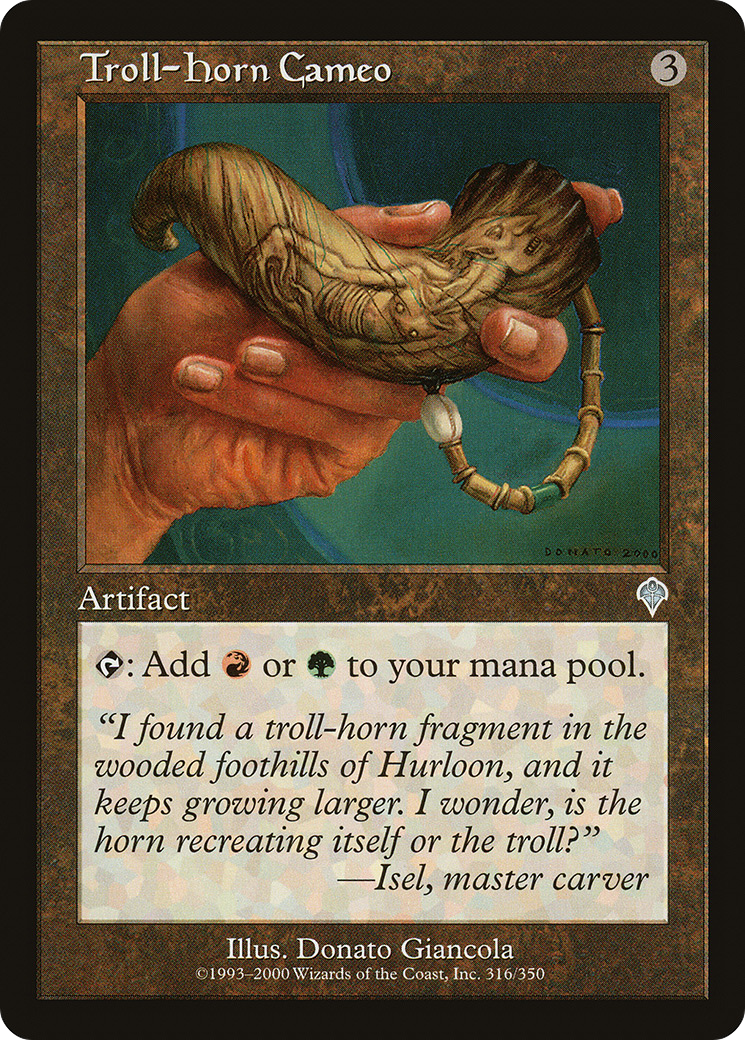 Troll-horn Cameo 3
DONATO 2000
Artifact
: Add or to your mana pool.
“I found a troll-horn fragment in the
wooded foothills of Hurloon, and it
keeps growing larger. I wonder, is the
horn recreating itself or the troll?”
—Isel, master carver
Illus. Donato Giancola
©1993–2000 Wizards of the Coast, Inc. 316/350